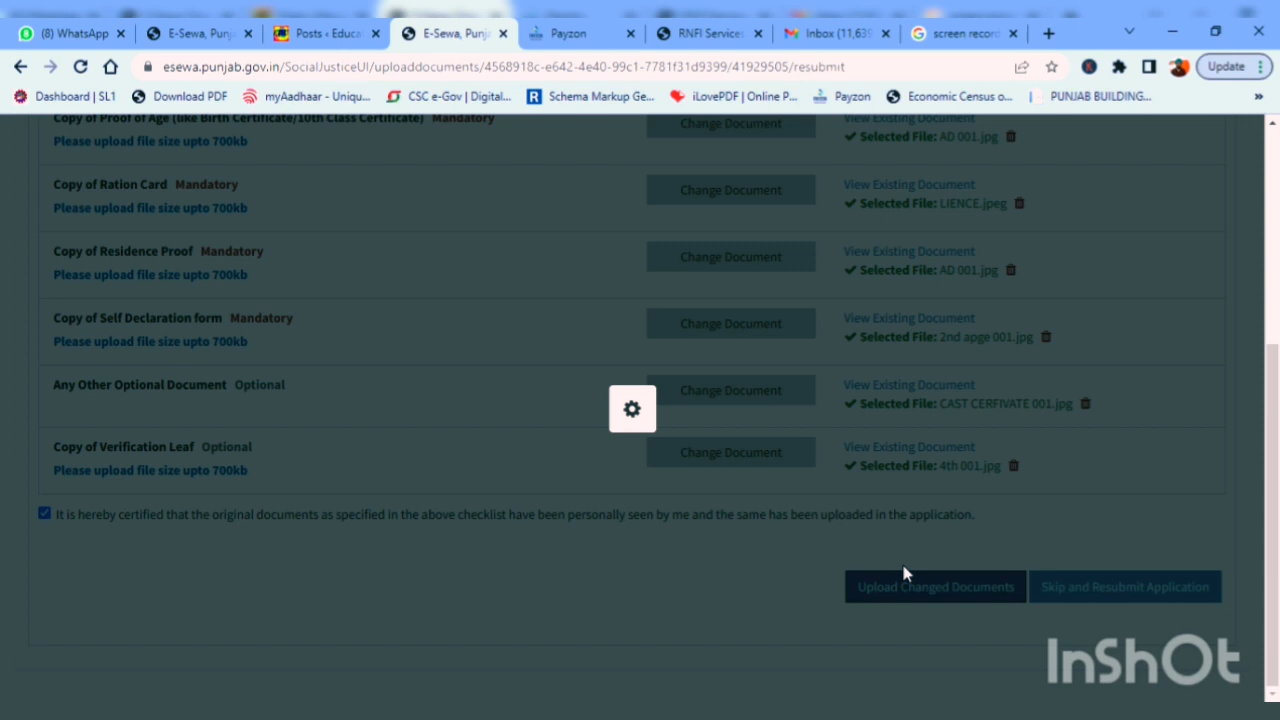 (8) WhatsApp
E-Sewa, Punj
Posts ‹ Educa
E-Sewa, Punja
Payzon
RNFI Services
Inbox (11,639
screen record
esewa.punjab.gov.in/SocialJusticeUI/uploaddocuments/4568918c-e642-4e40-99c1-7781f31d9399/41929505/resubmit
Update
Dashboard | SL1
Download PDF
myAadhaar - Uniqu...
CSC e-Gov | Digital...
Schema Markup Ge...
iLovePDF | Online P...
Payzon
Economic Census o...
PUNJAB BUILDING...
»
Copy of Proof of Age (like Birth Certificate/10th Class Certificate) Mandatory
Please upload file size upto 700kb
Change Document
View Existing Document
Selected File: AD 001.jpg
Copy of Ration Card Mandatory
Please upload file size upto 700kb
Change Document
View Existing Document
Selected File: LIENCE.jpeg
Copy of Residence Proof Mandatory
Please upload file size upto 700kb
Change Document
View Existing Document
Selected File: AD 001.jpg
Copy of Self Declaration form Mandatory
Please upload file size upto 700kb
Change Document
View Existing Document
Selected File: 2nd apge 001.jpg
Any Other Optional Document Optional
Change Document
View Existing Document
Selected File: CAST CERFIVATE 001.jpg
Copy of Verification Leaf Optional
Please upload file size upto 700kb
Change Document
View Existing Document
Selected File: 4th 001.jpg
It is hereby certified that the original documents as specified in the above checklist have been personally seen by me and the same has been uploaded in the application.
Upload Changed Documents
Skip and Resubmit Application
InShOt